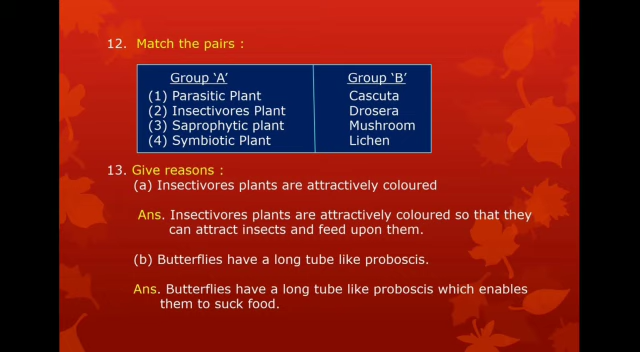 12. Match the pairs :
Group ‘A’ Group ‘B’
(1) Parasitic Plant Cascuta
(2) Insectivores Plant Drosera
(3) Saprophytic plant Mushroom
(4) Symbiotic Plant Lichen
13. Give reasons :
(a) Insectivores plants are attractively coloured
Ans. Insectivores plants are attractively coloured so that they
can attract insects and feed upon them.
(b) Butterflies have a long tube like proboscis.
Ans. Butterflies have a long tube like proboscis which enables
them to suck food.